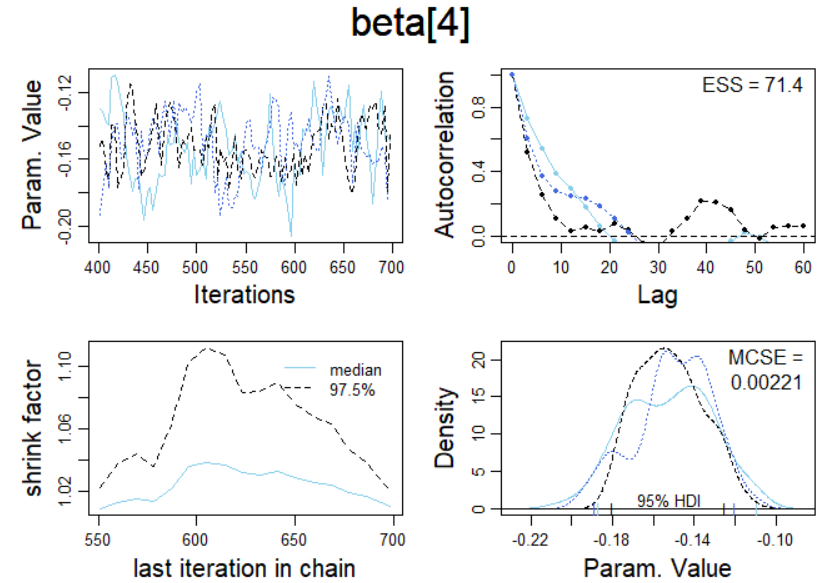 beta[4]
Param. Value
-0.20 -0.16 -0.12
400 450 500 550 600 650 700
Iterations
Autocorrelation
0.0 0.4 0.8
ESS = 71.4
0 10 20 30 40 50 60
Lag
shrink factor
1.02 1.06 1.10
median
97.5%
550 600 650 700
last iteration in chain
Density
0 5 10 15 20
MCSE =
0.00221
95% HDI
-0.22 -0.18 -0.14 -0.10
Param. Value